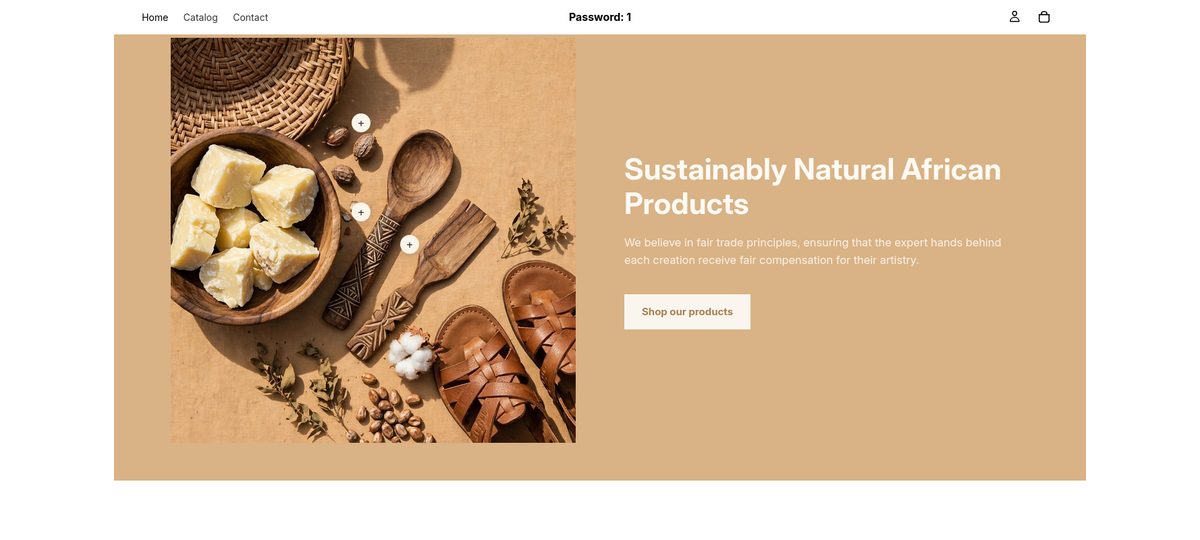 Home Catalog Contact Password: 1
+
+
+
Sustainably Natural African
Products
We believe in fair trade principles, ensuring that the expert hands behind
each creation receive fair compensation for their artistry.
Shop our products